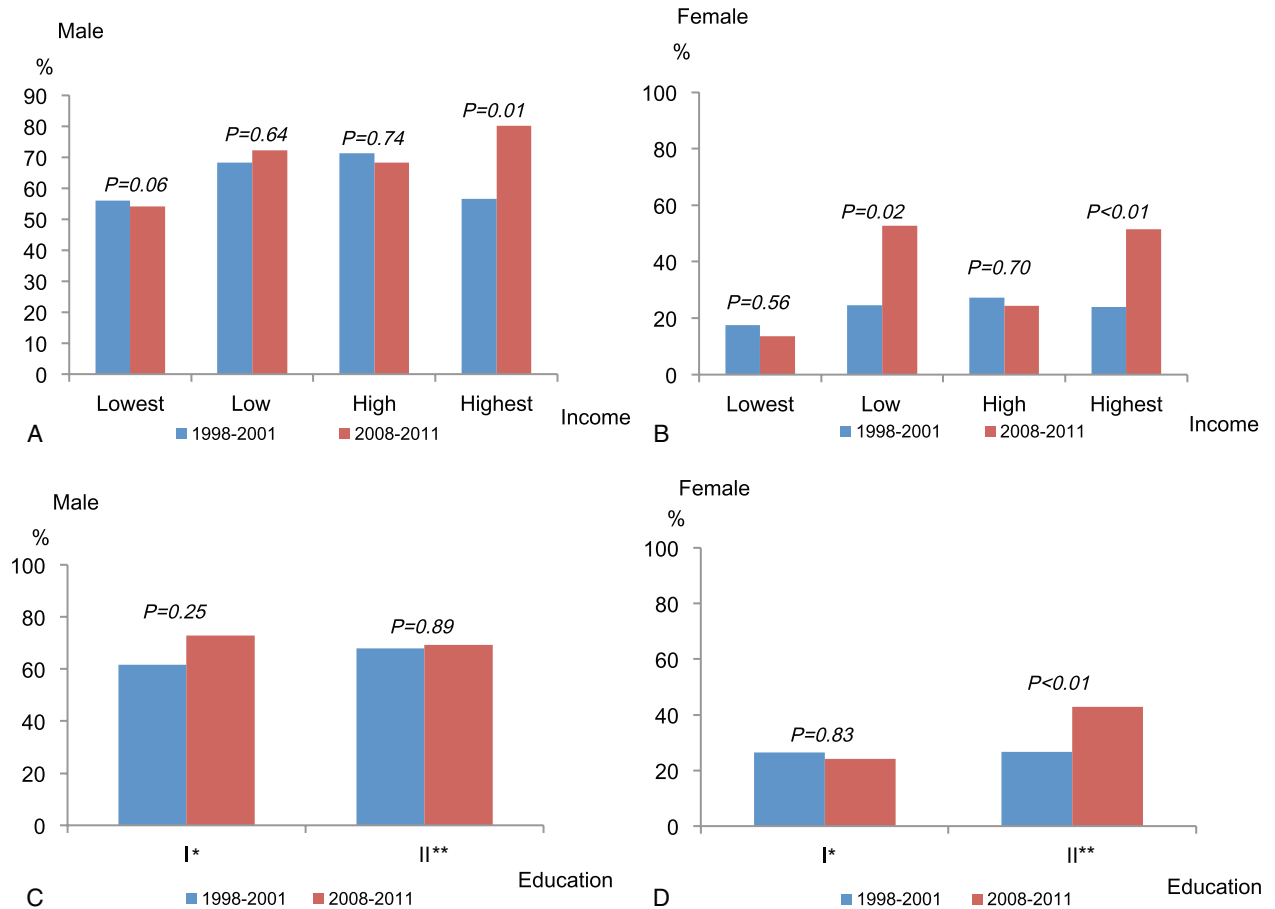 Male
%
90
80
70
60
50
40
30
20
10
0
P=0.06
P=0.64
P=0.74
P=0.01
Lowest Low High Highest
Income
A
1998-2001 2008-2011
Female
%
100
80
60
40
20
0
P=0.56
P=0.02
P=0.70
P<0.01
Lowest Low High Highest
Income
B
1998-2001 2008-2011
Male
%
100
80
60
40
20
0
P=0.25
P=0.89
I* II**
Education
C
1998-2001 2008-2011
Female
%
100
80
60
40
20
0
P=0.83
P<0.01
I* II**
Education
D
1998-2001 2008-2011